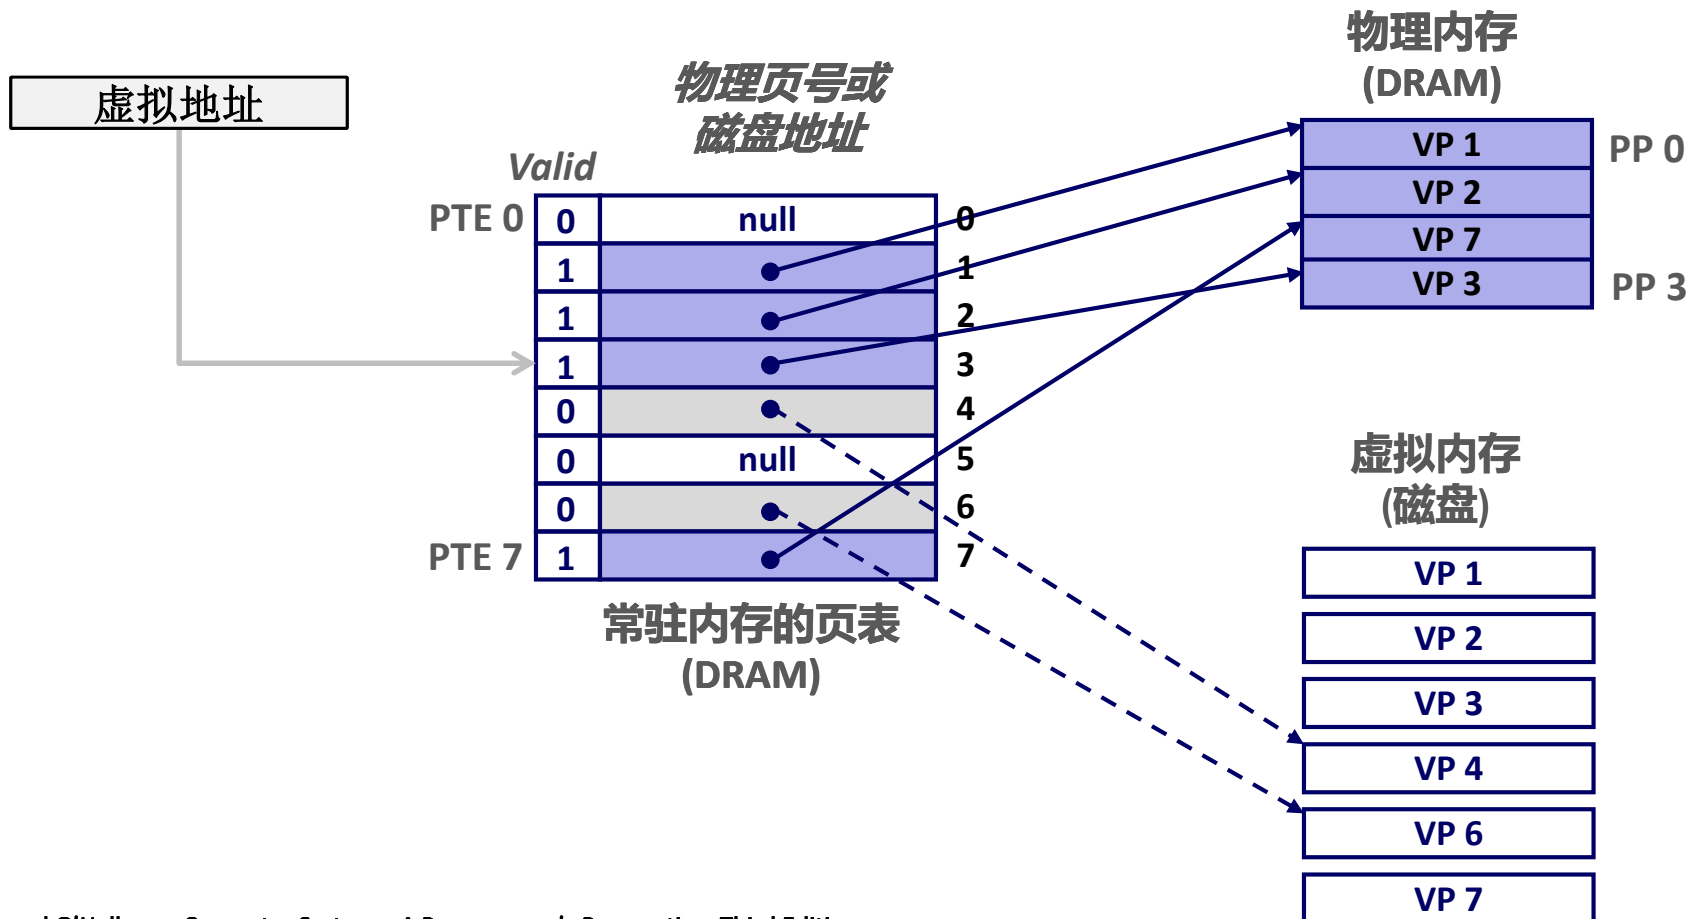 虚拟地址
物理页号或
磁盘地址
Valid
PTE 0
0
null
0
1
1
1
2
1
3
0
4
0
null
5
0
6
PTE 7
1
7
常驻内存的页表
(DRAM)
物理内存
(DRAM)
VP 1
PP 0
VP 2
VP 7
VP 3
PP 3
虚拟内存
(磁盘)
VP 1
VP 2
VP 3
VP 4
VP 6
VP 7